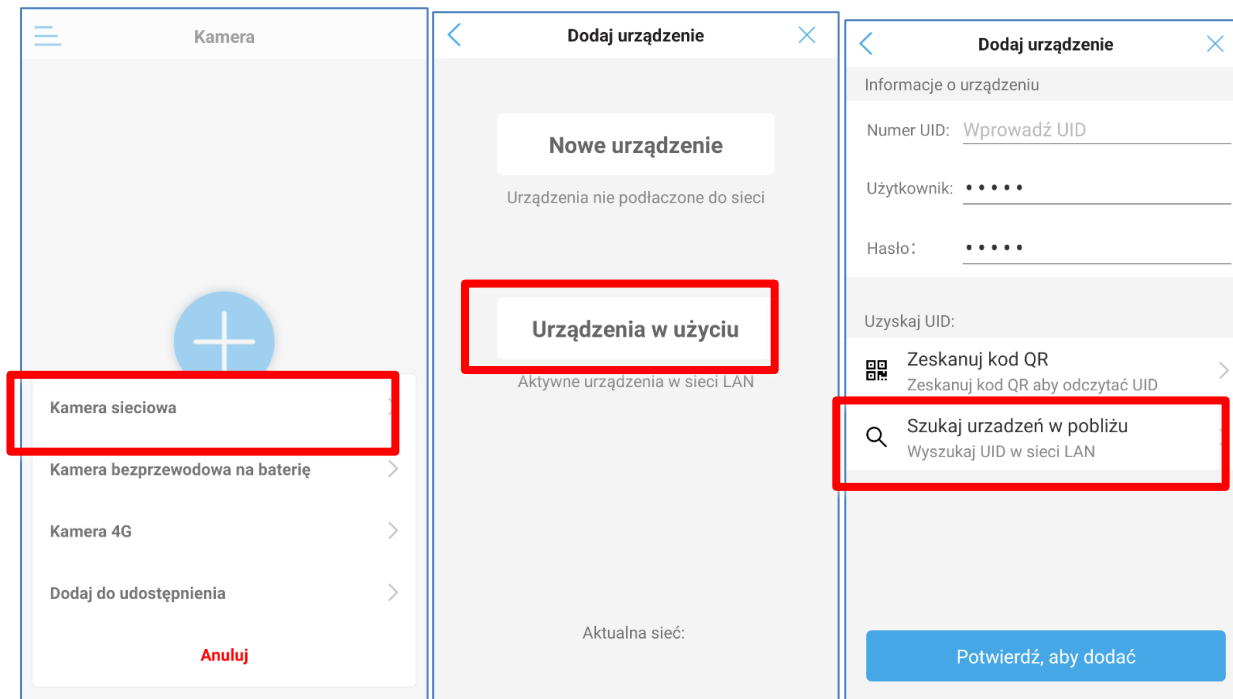 Kamera
Kamera sieciowa
Kamera bezprzewodowa na baterię
Kamera 4G
Dodaj do udostępnienia
Anuluj
Dodaj urządzenie
Nowe urządzenie
Urządzenia nie podłaczone do sieci
Urządzenia w użyciu
Aktywne urządzenia w sieci LAN
Aktualna sieć:
Dodaj urządzenie
Informacje o urządzeniu
Numer UID: Wprowadź UID
Użytkownik: •••••
Hasło: •••••
Uzyskaj UID:
Zeskanuj kod QR
Zeskanuj kod QR aby odczytać UID
Szukaj urzadzeń w pobliżu
Wyszukaj UID w sieci LAN
Potwierdź, aby dodać